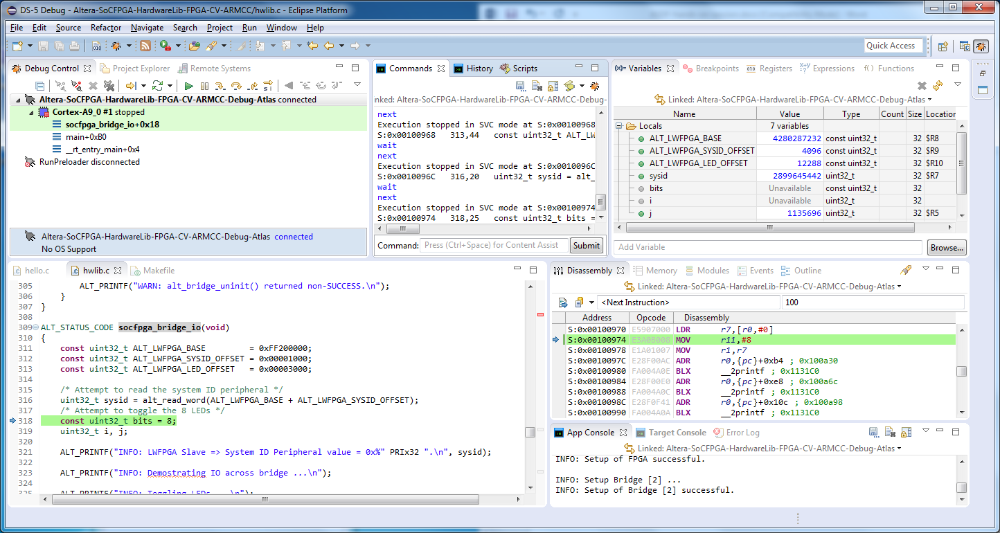 DS-5 Debug - Altera-SoCFPGA-HardwareLib-FPGA-CV-ARMCC/hwlib.c - Eclipse Platform
File Edit Source Refactor Navigate Search Project Run Window Help
Quick Access
Debug Control Project Explorer Remote Systems
Altera-SoCFPGA-HardwareLib-FPGA-CV-ARMCC-Debug-Atlas connected
Cortex-A9_0 #1 stopped
socfpga_bridge_io+0x18
main+0xB0
__rt_entry_main+0x4
RunPreloader disconnected
Altera-SoCFPGA-HardwareLib-FPGA-CV-ARMCC-Debug-Atlas connected
No OS Support
Commands History Scripts
nked: Altera-SoCFPGA-HardwareLib-FPGA-CV-ARMCC-Debug-Atlas
next
Execution stopped in SVC mode at S:0x00100968
S:0x00100968 313,44 const uint32_t ALT_LW
wait
next
Execution stopped in SVC mode at S:0x0010096C
S:0x0010096C 316,20 uint32_t sysid = alt_
wait
next
Execution stopped in SVC mode at S:0x00100974
S:0x00100974 318,25 const uint32_t bits =
Command: Press (Ctrl+Space) for Content Assist Submit
(x)= Variables Breakpoints 010 Registers Expressions f() Functions
Linked: Altera-SoCFPGA-HardwareLib-FPGA-CV-ARMCC-Debug-Atlas
Name Value Type Count Size Location
Locals 7 variables
ALT_LWFPGA_BASE 4280287232 const uint32_t 32 $R8
ALT_LWFPGA_SYSID_OFFSET 4096 const uint32_t 32 $R9
ALT_LWFPGA_LED_OFFSET 12288 const uint32_t 32 $R10
sysid 2899645442 uint32_t 32 $R7
bits Unavailable const uint32_t 32
i Unavailable uint32_t 32
j 1135696 uint32_t 32 $R5
Add Variable Browse...
hello.c hwlib.c Makefile
305 ALT_PRINTF("WARN: alt_bridge_uninit() returned non-SUCCESS.\n");
306 }
307 }
308
309 ALT_STATUS_CODE socfpga_bridge_io(void)
310 {
311 const uint32_t ALT_LWFPGA_BASE = 0xFF200000;
312 const uint32_t ALT_LWFPGA_SYSID_OFFSET = 0x00001000;
313 const uint32_t ALT_LWFPGA_LED_OFFSET = 0x00003000;
314
315 /* Attempt to read the system ID peripheral */
316 uint32_t sysid = alt_read_word(ALT_LWFPGA_BASE + ALT_LWFPGA_SYSID_OFFSET);
317 /* Attempt to toggle the 8 LEDs */
318 const uint32_t bits = 8;
319 uint32_t i, j;
320
321 ALT_PRINTF("INFO: LWFPGA Slave => System ID Peripheral value = 0x%" PRIx32 ".\n", sysid);
322
323 ALT_PRINTF("INFO: Demostrating IO across bridge ...\n");
324
325 ALT_PRINTF("INFO: Toggling LEDs ...\n");
Disassembly Memory Modules Events Outline
Linked: Altera-SoCFPGA-HardwareLib-FPGA-CV-ARMCC-Debug-Atlas
<Next Instruction> 100
Address Opcode Disassembly
S:0x00100970 E5907000 LDR r7,[r0,#0]
S:0x00100974 E3A0B008 MOV r11,#8
S:0x00100978 E1A01007 MOV r1,r7
S:0x0010097C E28F00AC ADR r0,{pc}+0xb4 ; 0x100a30
S:0x00100980 FA004A0E BLX __2printf ; 0x1131C0
S:0x00100984 E28F00E0 ADR r0,{pc}+0xe8 ; 0x100a6c
S:0x00100988 FA004A0C BLX __2printf ; 0x1131C0
S:0x0010098C E28F0F41 ADR r0,{pc}+0x10c ; 0x100a98
S:0x00100990 FA004A0A BLX __2printf ; 0x1131C0
App Console Target Console Error Log
Linked: Altera-SoCFPGA-HardwareLib-FPGA-CV-ARMCC-Debug-Atlas
INFO: Setup of FPGA successful.
INFO: Setup Bridge [2] ...
INFO: Setup of Bridge [2] successful.